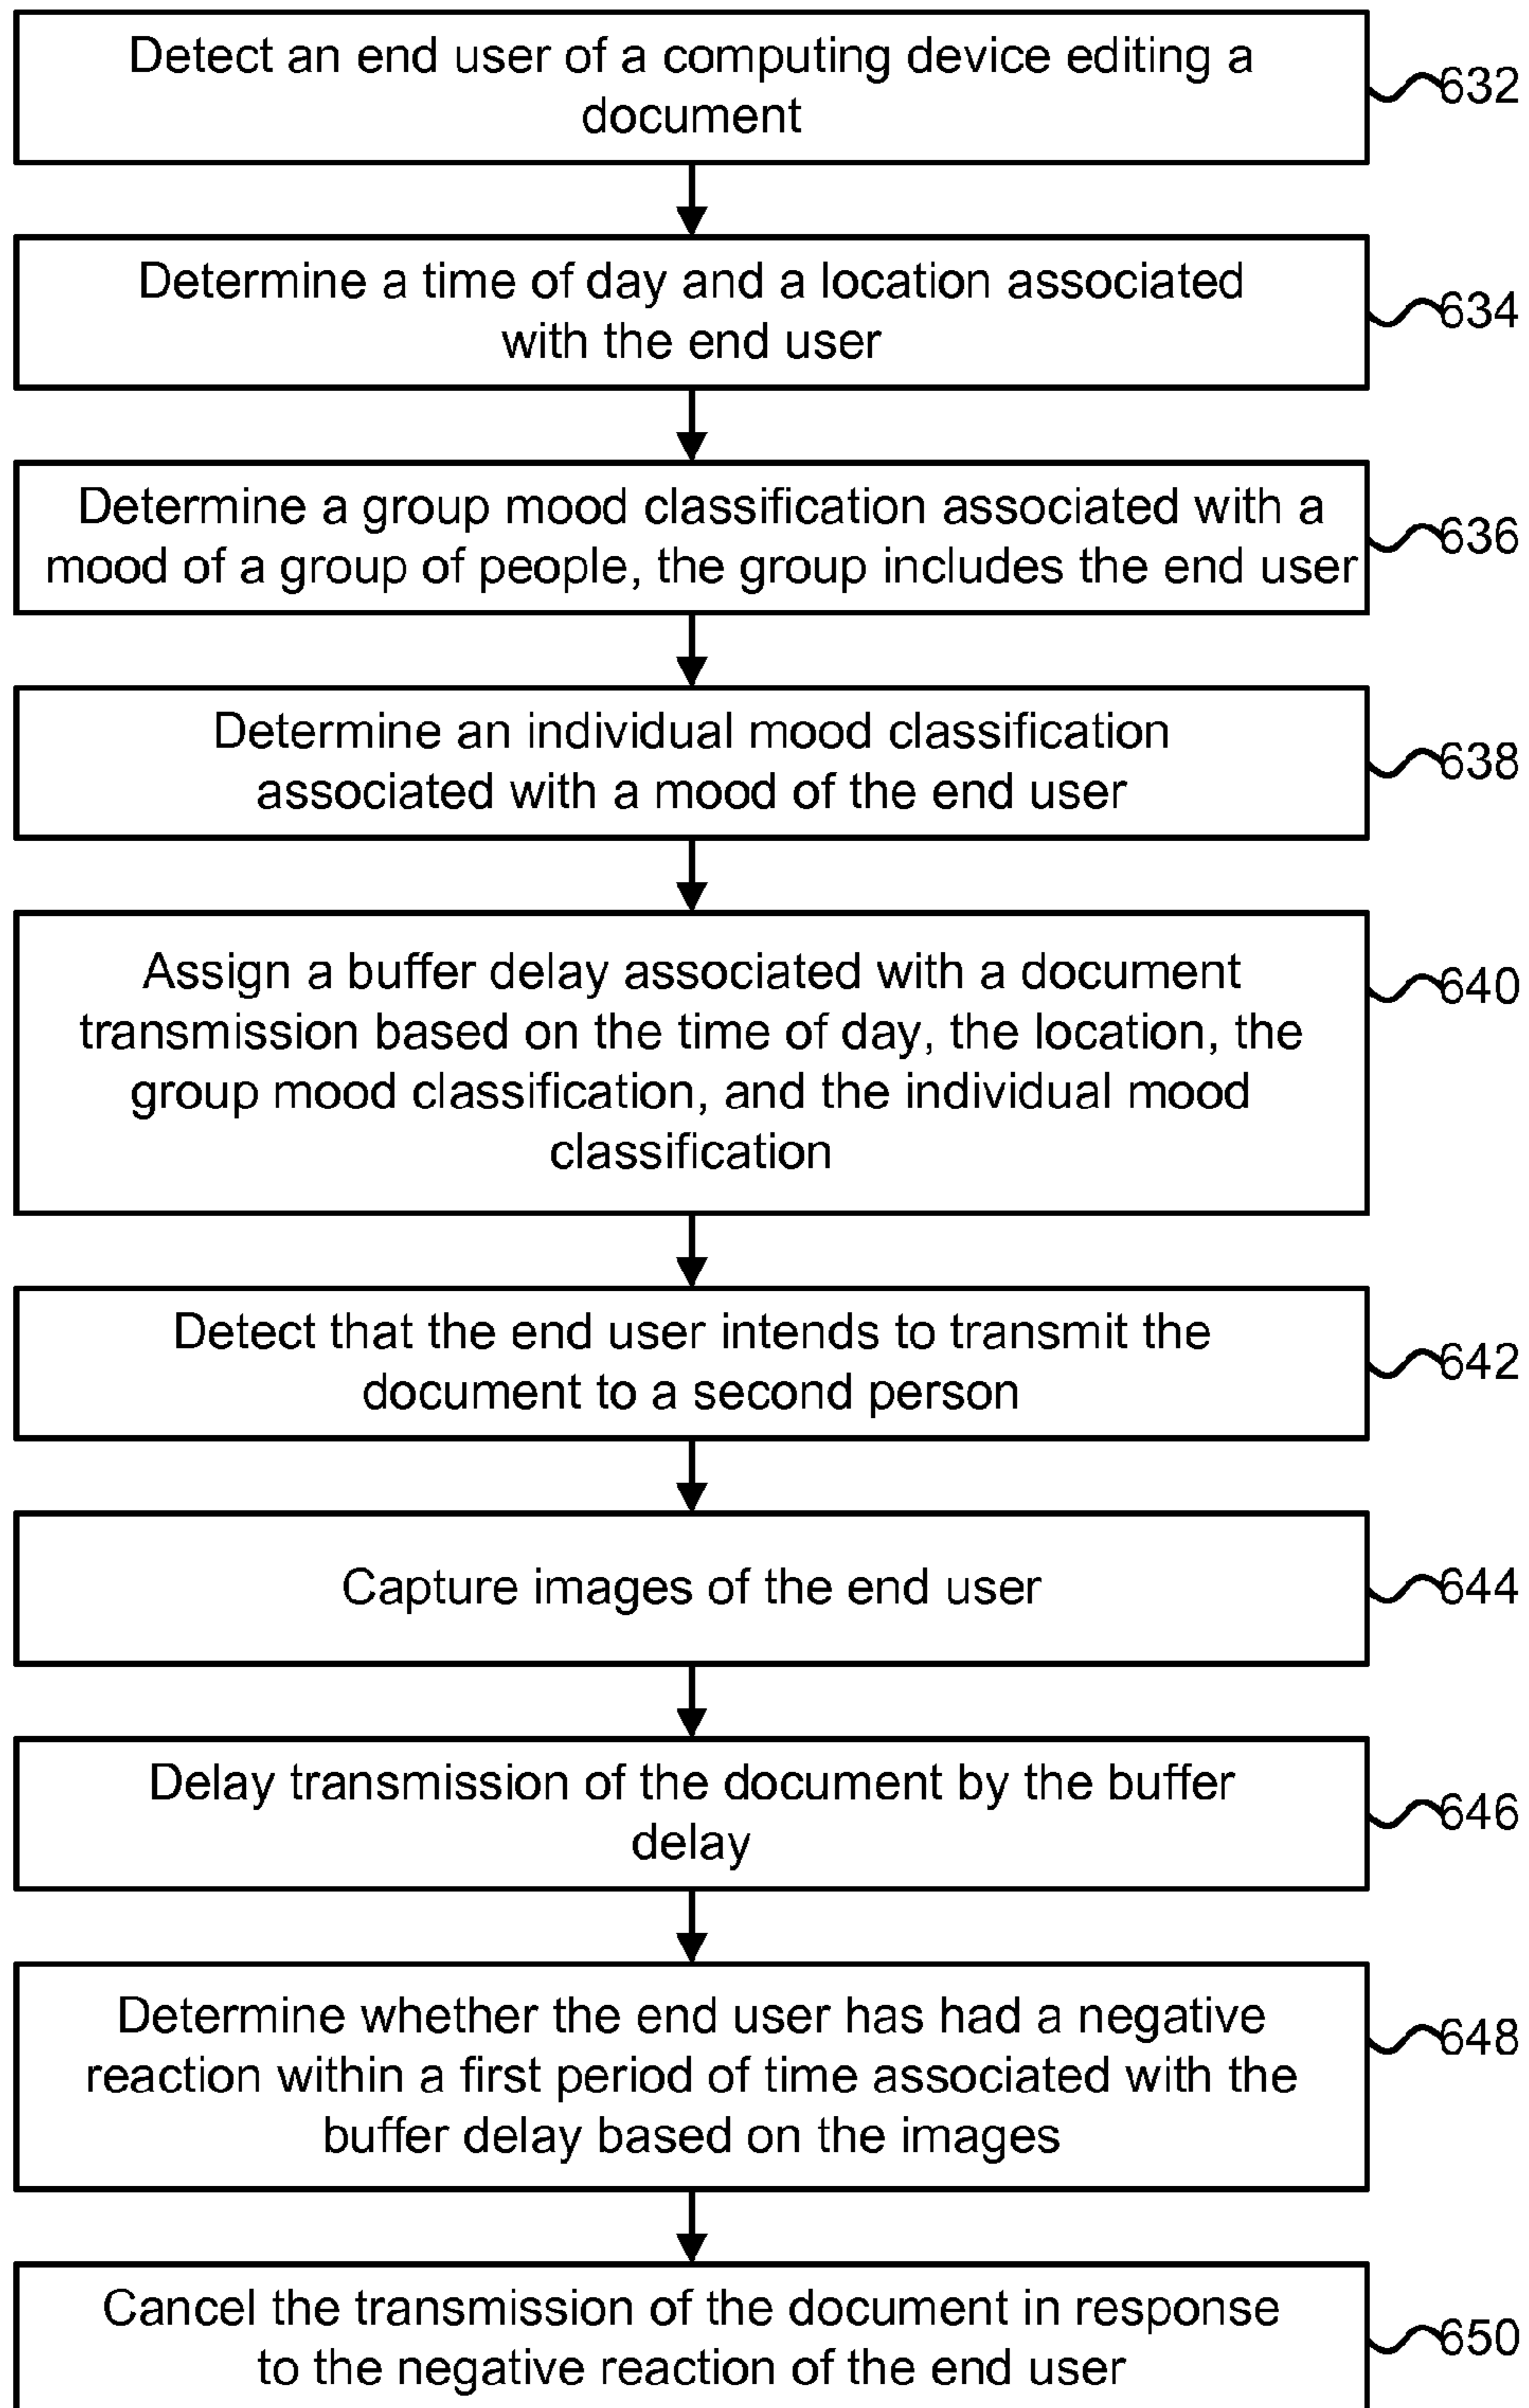 Detect an end user of a computing device editing a
document
632
Determine a time of day and a location associated
with the end user
634
Determine a group mood classification associated with a
mood of a group of people, the group includes the end user
636
Determine an individual mood classification
associated with a mood of the end user
638
Assign a buffer delay associated with a document
transmission based on the time of day, the location, the
group mood classification, and the individual mood
classification
640
Detect that the end user intends to transmit the
document to a second person
642
Capture images of the end user
644
Delay transmission of the document by the buffer
delay
646
Determine whether the end user has had a negative
reaction within a first period of time associated with the
buffer delay based on the images
648
Cancel the transmission of the document in response
to the negative reaction of the end user
650